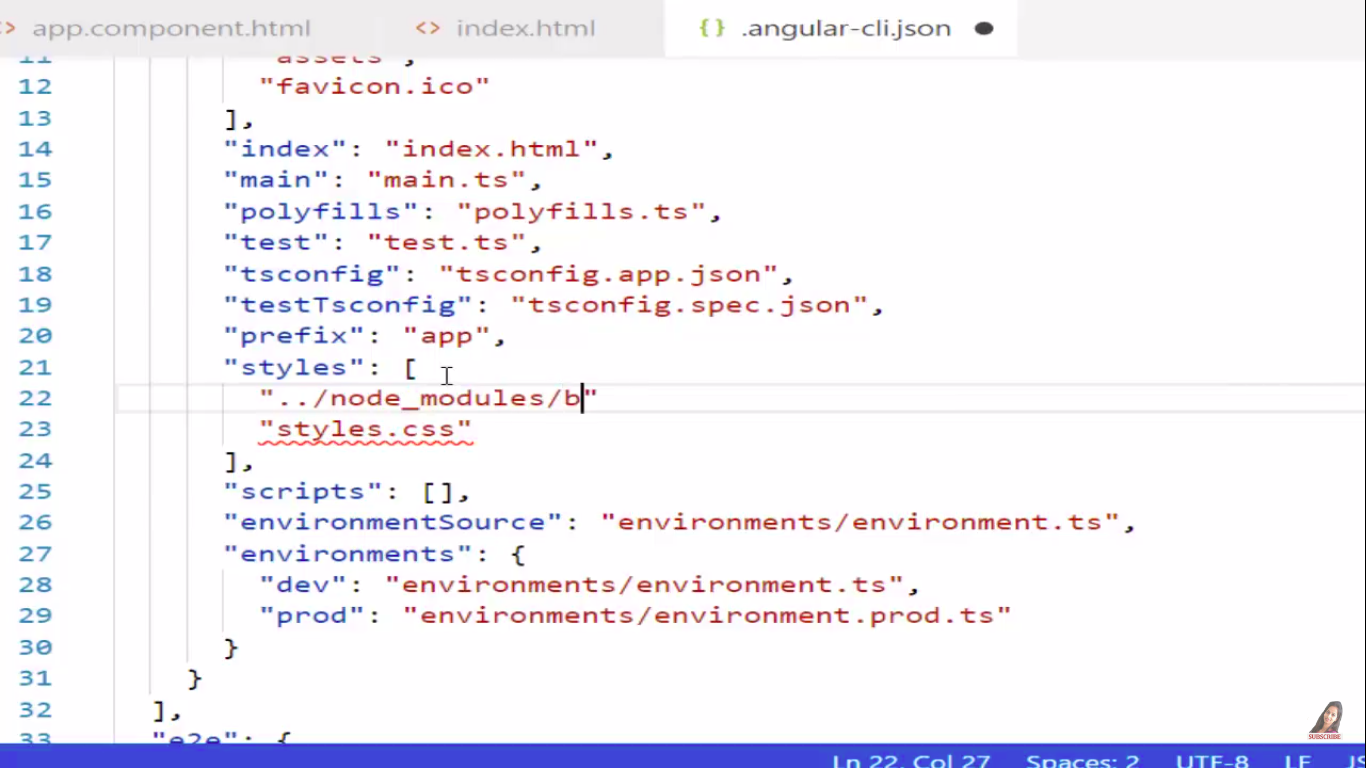 app.component.html
index.html
{} .angular-cli.json
11 "assets",
12 "favicon.ico"
13 ],
14 "index": "index.html",
15 "main": "main.ts",
16 "polyfills": "polyfills.ts",
17 "test": "test.ts",
18 "tsconfig": "tsconfig.app.json",
19 "testTsconfig": "tsconfig.spec.json",
20 "prefix": "app",
21 "styles": [
22 "../node_modules/b"
23 "styles.css"
24 ],
25 "scripts": [],
26 "environmentSource": "environments/environment.ts",
27 "environments": {
28 "dev": "environments/environment.ts",
29 "prod": "environments/environment.prod.ts"
30 }
31 }
32 ],
33 "e2e": {
SUBSCRIBE
Ln 22, Col 27 Spaces: 2 UTF-8 LF JS